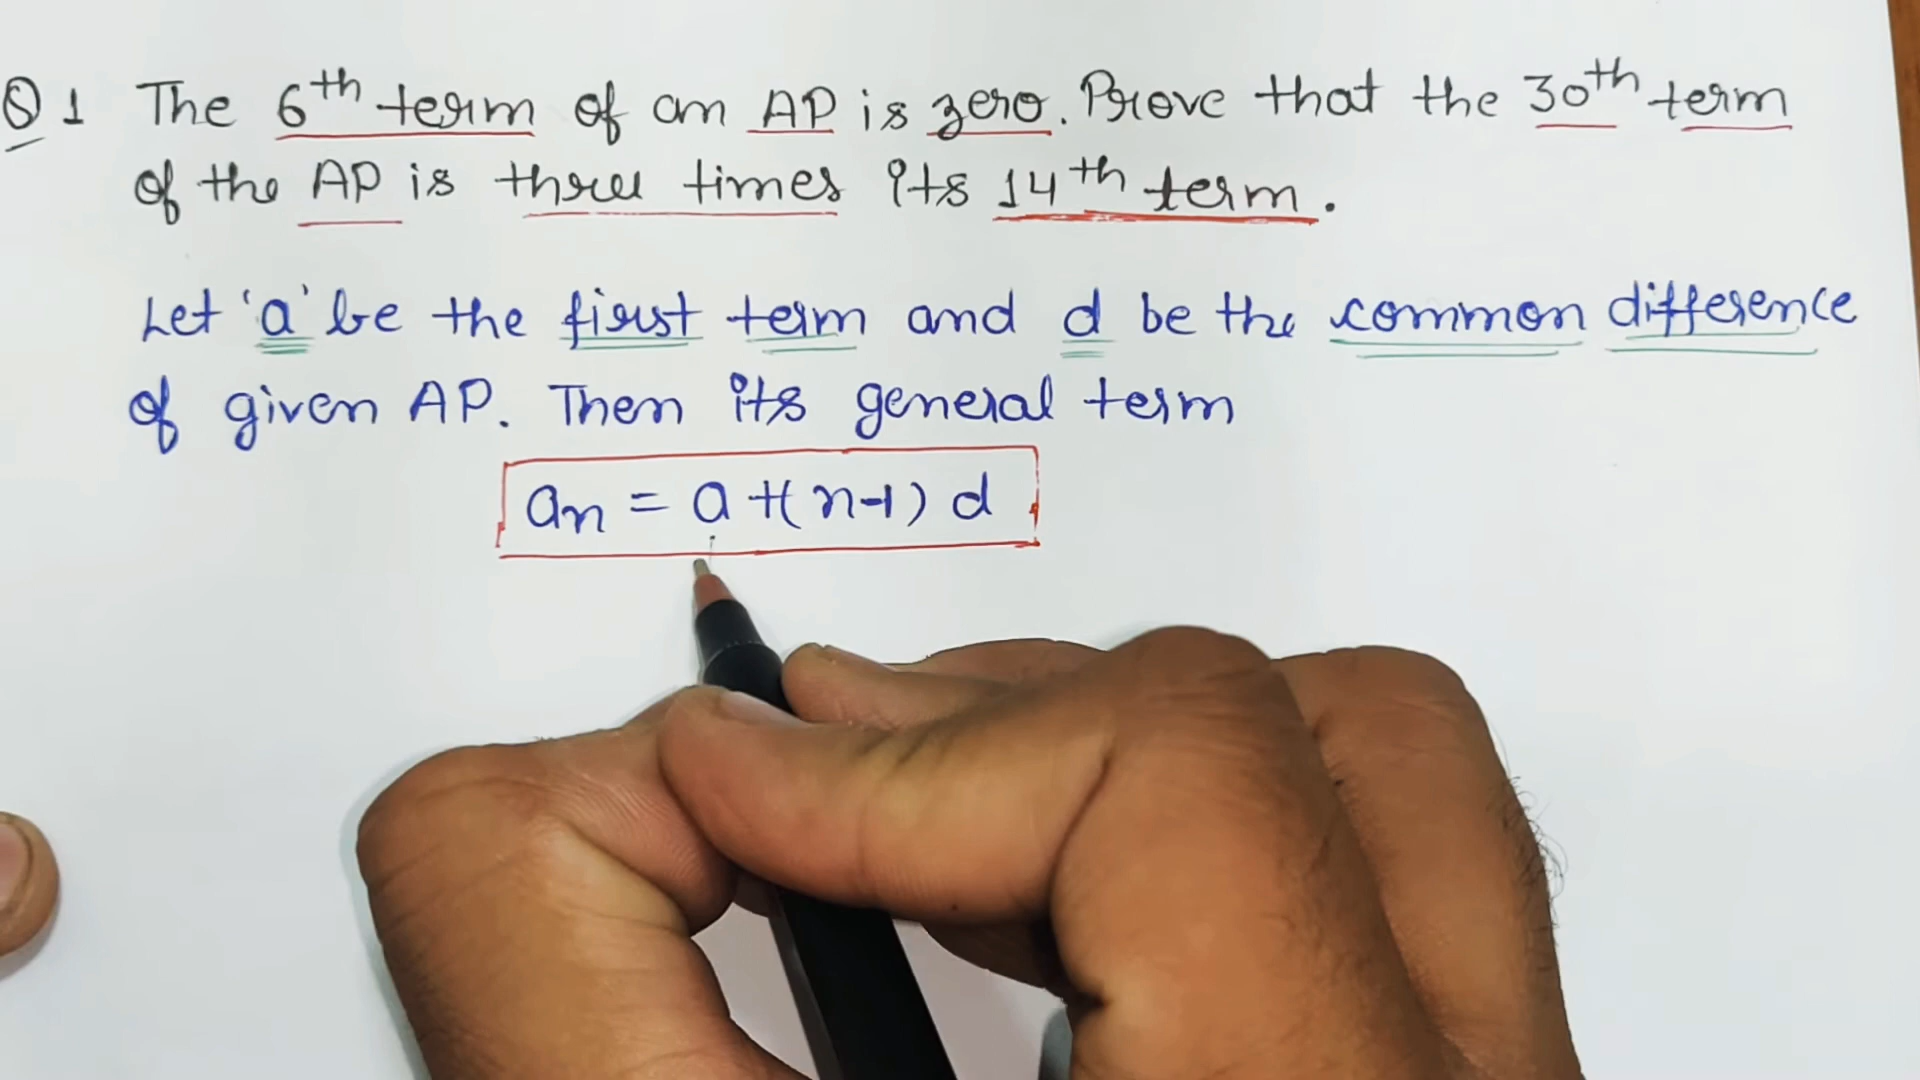 Q1 The 6th term of an AP is zero. Prove that the 30th term
of the AP is three times its 14th term.
Let 'a' be the first term and d be the common difference
of given AP. Then its general term
an = a+(n-1) d